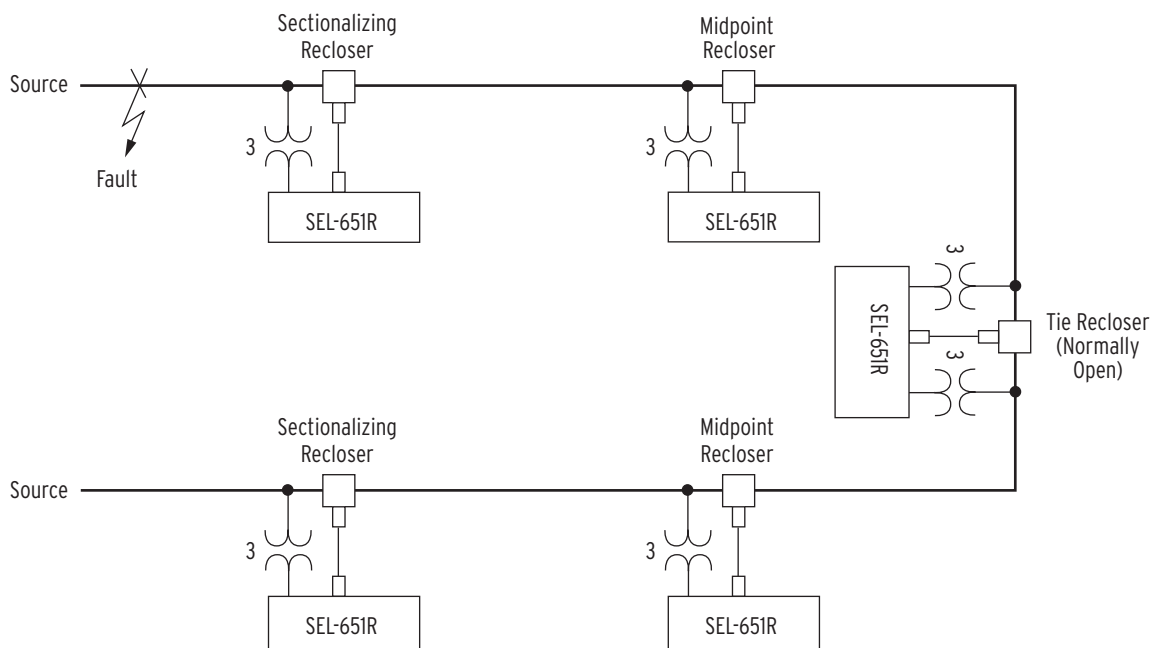 Sectionalizing
Recloser
Midpoint
Recloser
Source
3
3
Fault
SEL-651R
SEL-651R
3
SEL-651R
3
Tie Recloser
(Normally
Open)
Sectionalizing
Recloser
Midpoint
Recloser
Source
3
3
SEL-651R
SEL-651R